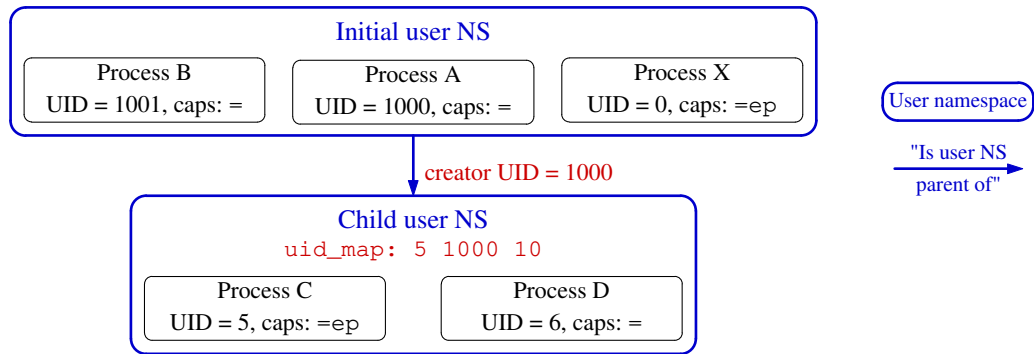 Initial user NS
Process B
UID = 1001, caps: =
Process A
UID = 1000, caps: =
Process X
UID = 0, caps: =ep
creator UID = 1000
Child user NS
uid_map: 5 1000 10
Process C
UID = 5, caps: =ep
Process D
UID = 6, caps: =
User namespace
"Is user NS
parent of"